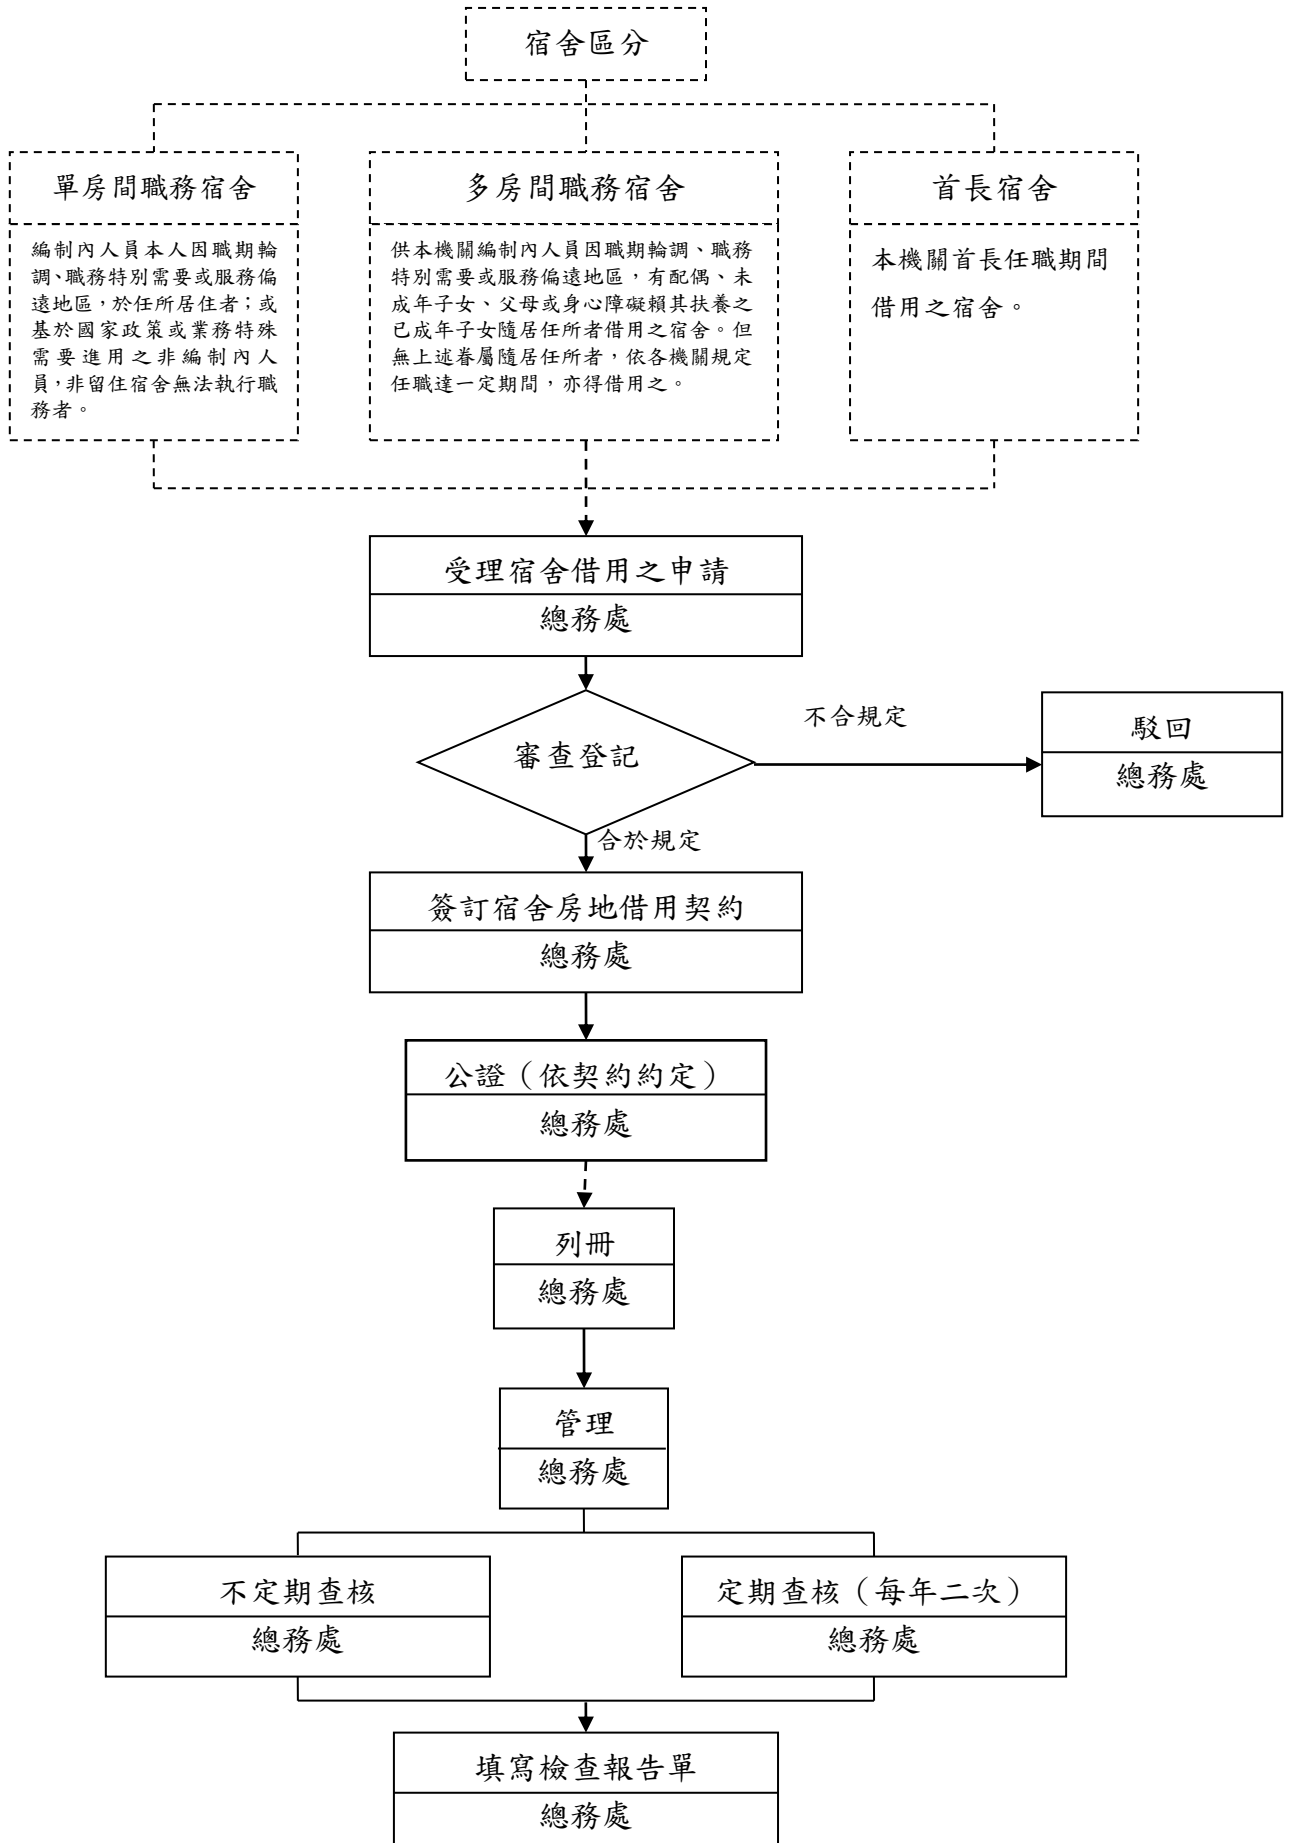 宿舍區分
單房間職務宿舍
編制內人員本人因職期輪
調、職務特別需要或服務偏
遠地區,於任所居住者;或
基於國家政策或業務特殊
需要進用之非編制內人
員,非留住宿舍無法執行職
務者。
多房間職務宿舍
供本機關編制內人員因職期輪調、職務
特別需要或服務偏遠地區,有配偶、未
成年子女、父母或身心障礙賴其扶養之
已成年子女隨居任所者借用之宿舍。但
無上述眷屬隨居任所者,依各機關規定
任職達一定期間,亦得借用之。
首長宿舍
本機關首長任職期間
借用之宿舍。
受理宿舍借用之申請
總務處
審查登記
不合規定
駁回
總務處
合於規定
簽訂宿舍房地借用契約
總務處
公證(依契約約定)
總務處
列冊
總務處
管理
總務處
不定期查核
總務處
定期查核(每年二次)
總務處
填寫檢查報告單
總務處